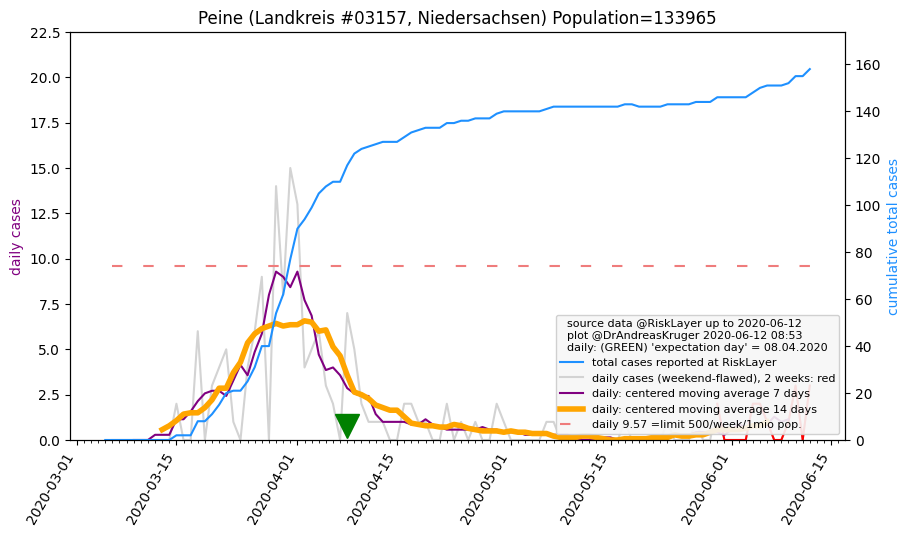 Peine (Landkreis #03157, Niedersachsen) Population=133965
daily cases
22.5
20.0
17.5
15.0
12.5
10.0
7.5
5.0
2.5
0.0
160
140
120
100
80
60
40
20
0
cumulative total cases
source data @RiskLayer up to 2020-06-12
plot @DrAndreasKruger 2020-06-12 08:53
daily: (GREEN) 'expectation day' = 08.04.2020
total cases reported at RiskLayer
daily cases (weekend-flawed), 2 weeks: red
daily: centered moving average 7 days
daily: centered moving average 14 days
daily 9.57 =limit 500/week/1mio pop.
2020-03-01
2020-03-15
2020-04-01
2020-04-15
2020-05-01
2020-05-15
2020-06-01
2020-06-15